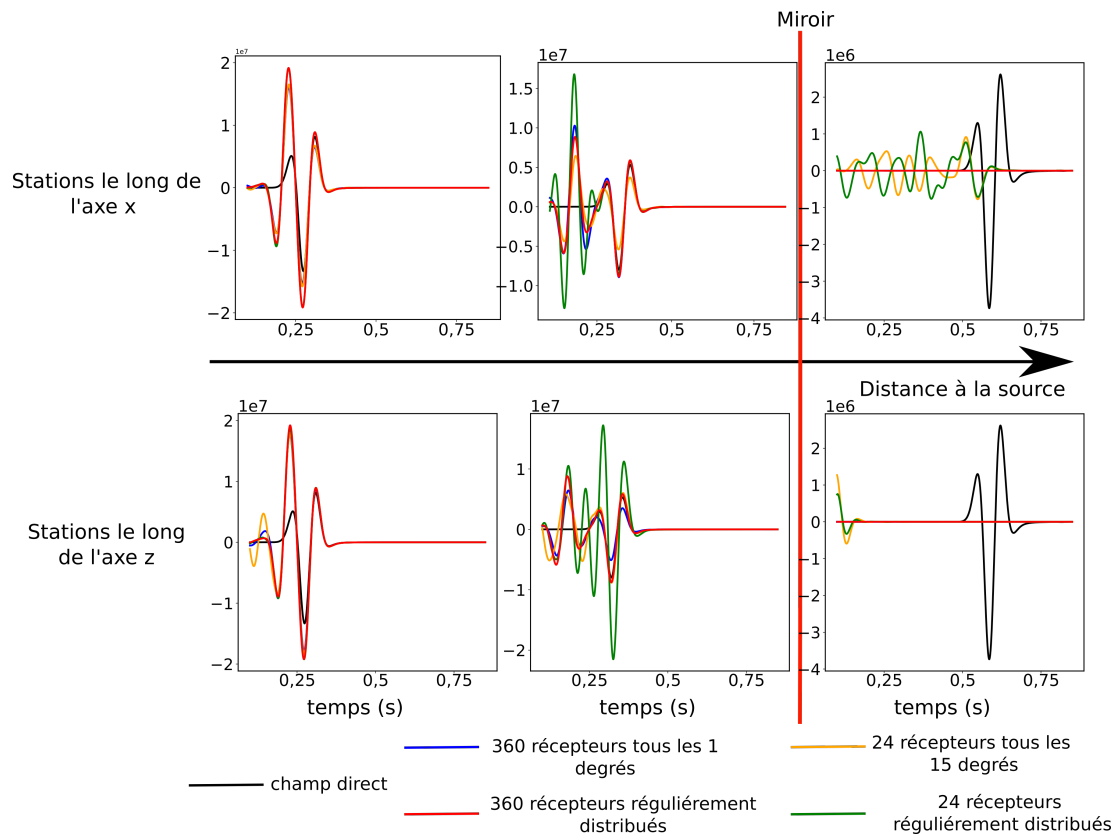 Miroir
1e7
1e7
1e6
2
1
0
−1
−2
1.5
1.0
0.5
0.0
−0.5
−1.0
2
1
0
−1
−2
−3
−4
Stations le long de
l'axe x
0,25 0,5 0,75
0,25 0,5 0,75
0,25 0,5 0,75
Distance à la source
1e7
1e7
1e6
2
1
0
−1
−2
1
0
−1
−2
2
1
0
−1
−2
−3
−4
Stations le long
de l'axe z
0,25 0,5 0,75
0,25 0,5 0,75
0,25 0,5 0,75
temps (s)
temps (s)
temps (s)
champ direct
360 récepteurs tous les 1
degrés
360 récepteurs réguliérement
distribués
24 récepteurs tous les
15 degrés
24 récepteurs
réguliérement distribués